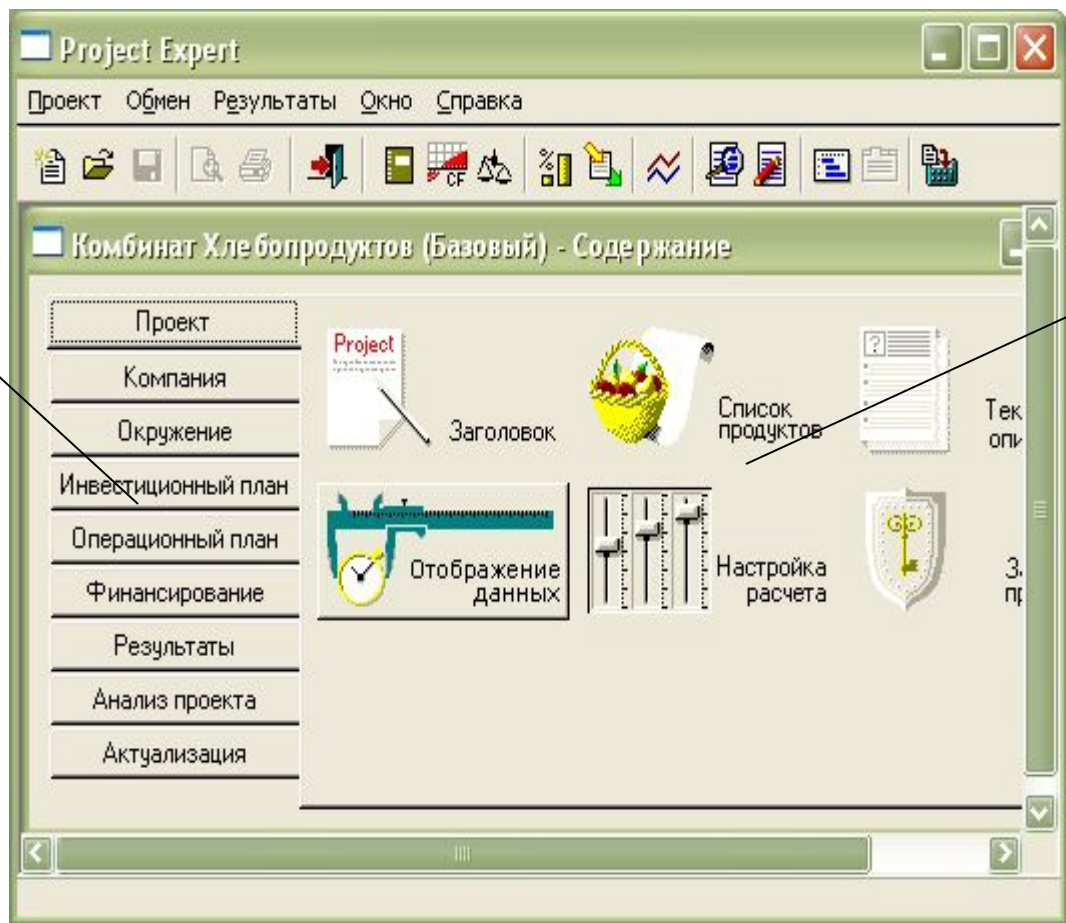 Project Expert
Проект Обмен Результаты Окно Справка
CF
Комбинат Хлебопродуктов (Базовый) - Содержание
Проект
Компания
Окружение
Инвестиционный план
Операционный план
Финансирование
Результаты
Анализ проекта
Актуализация
Project
Заголовок
Список
продуктов
Отображение
данных
Настройка
расчета